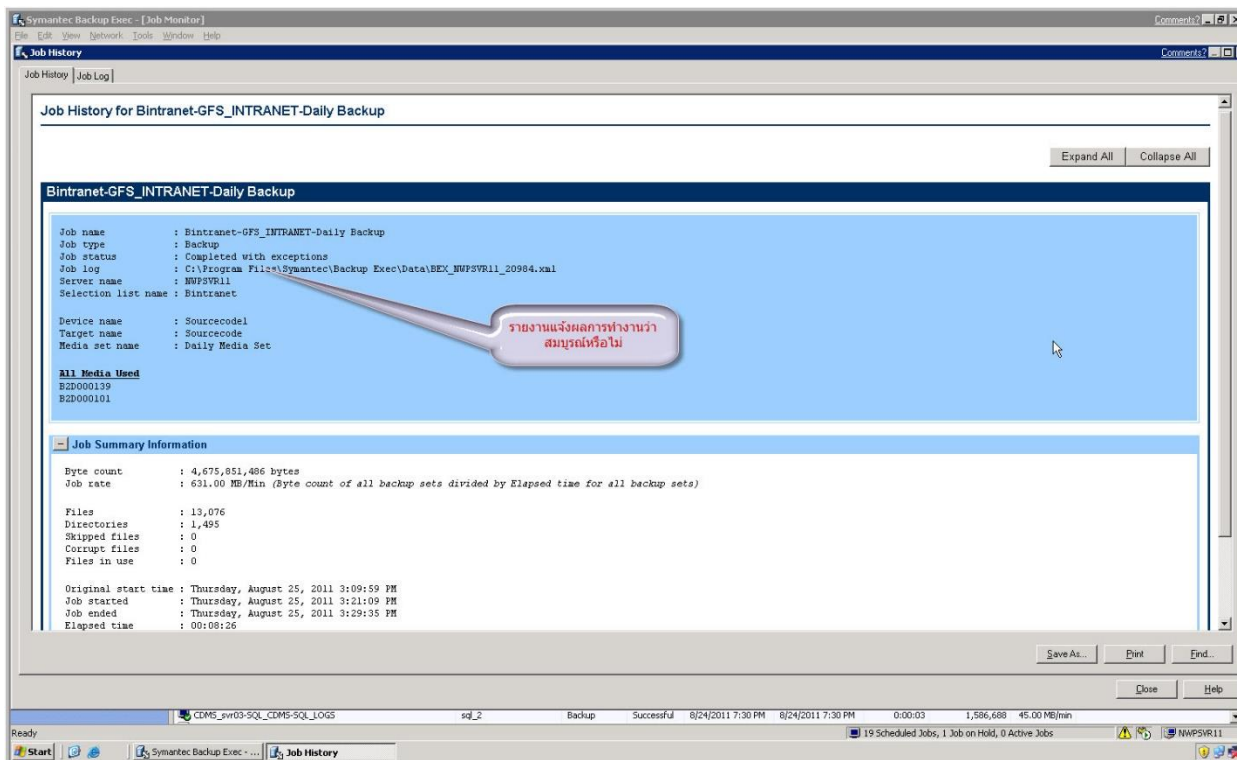 Symantec Backup Exec - [Job Monitor]
Comments?
File Edit View Network Tools Window Help
Job History
Comments?
Job History Job Log
Job History for Bintranet-GFS_INTRANET-Daily Backup
Expand All Collapse All
Bintranet-GFS_INTRANET-Daily Backup
Job name : Bintranet-GFS_INTRANET-Daily Backup
Job type : Backup
Job status : Completed with exceptions
Job log : C:\Program Files\Symantec\Backup Exec\Data\BEX_NWPSVR11_20984.xml
Server name : NWPSVR11
Selection list name : Bintranet
Device name : Sourcecode1
Target name : Sourcecode
Media set name : Daily Media Set
รายงานแจ้งผลการทำงานว่า
สมบูรณ์หรือไม่
All Media Used
B2D000139
B2D000101
Job Summary Information
Byte count : 4,675,851,486 bytes
Job rate : 631.00 MB/Min (Byte count of all backup sets divided by Elapsed time for all backup sets)
Files : 13,076
Directories : 1,495
Skipped files : 0
Corrupt files : 0
Files in use : 0
Original start time : Thursday, August 25, 2011 3:09:59 PM
Job started : Thursday, August 25, 2011 3:21:09 PM
Job ended : Thursday, August 25, 2011 3:29:35 PM
Elapsed time : 00:08:26
Save As... Print Find...
Close Help
CDMS_svr03-SQL_CDMS-SQL_LOGS sql_2 Backup Successful 8/24/2011 7:30 PM 8/24/2011 7:30 PM 0:00:03 1,586,688 45.00 MB/min
Ready 19 Scheduled Jobs, 1 Job on Hold, 0 Active Jobs NWPSVR11
Start Symantec Backup Exec - ... Job History